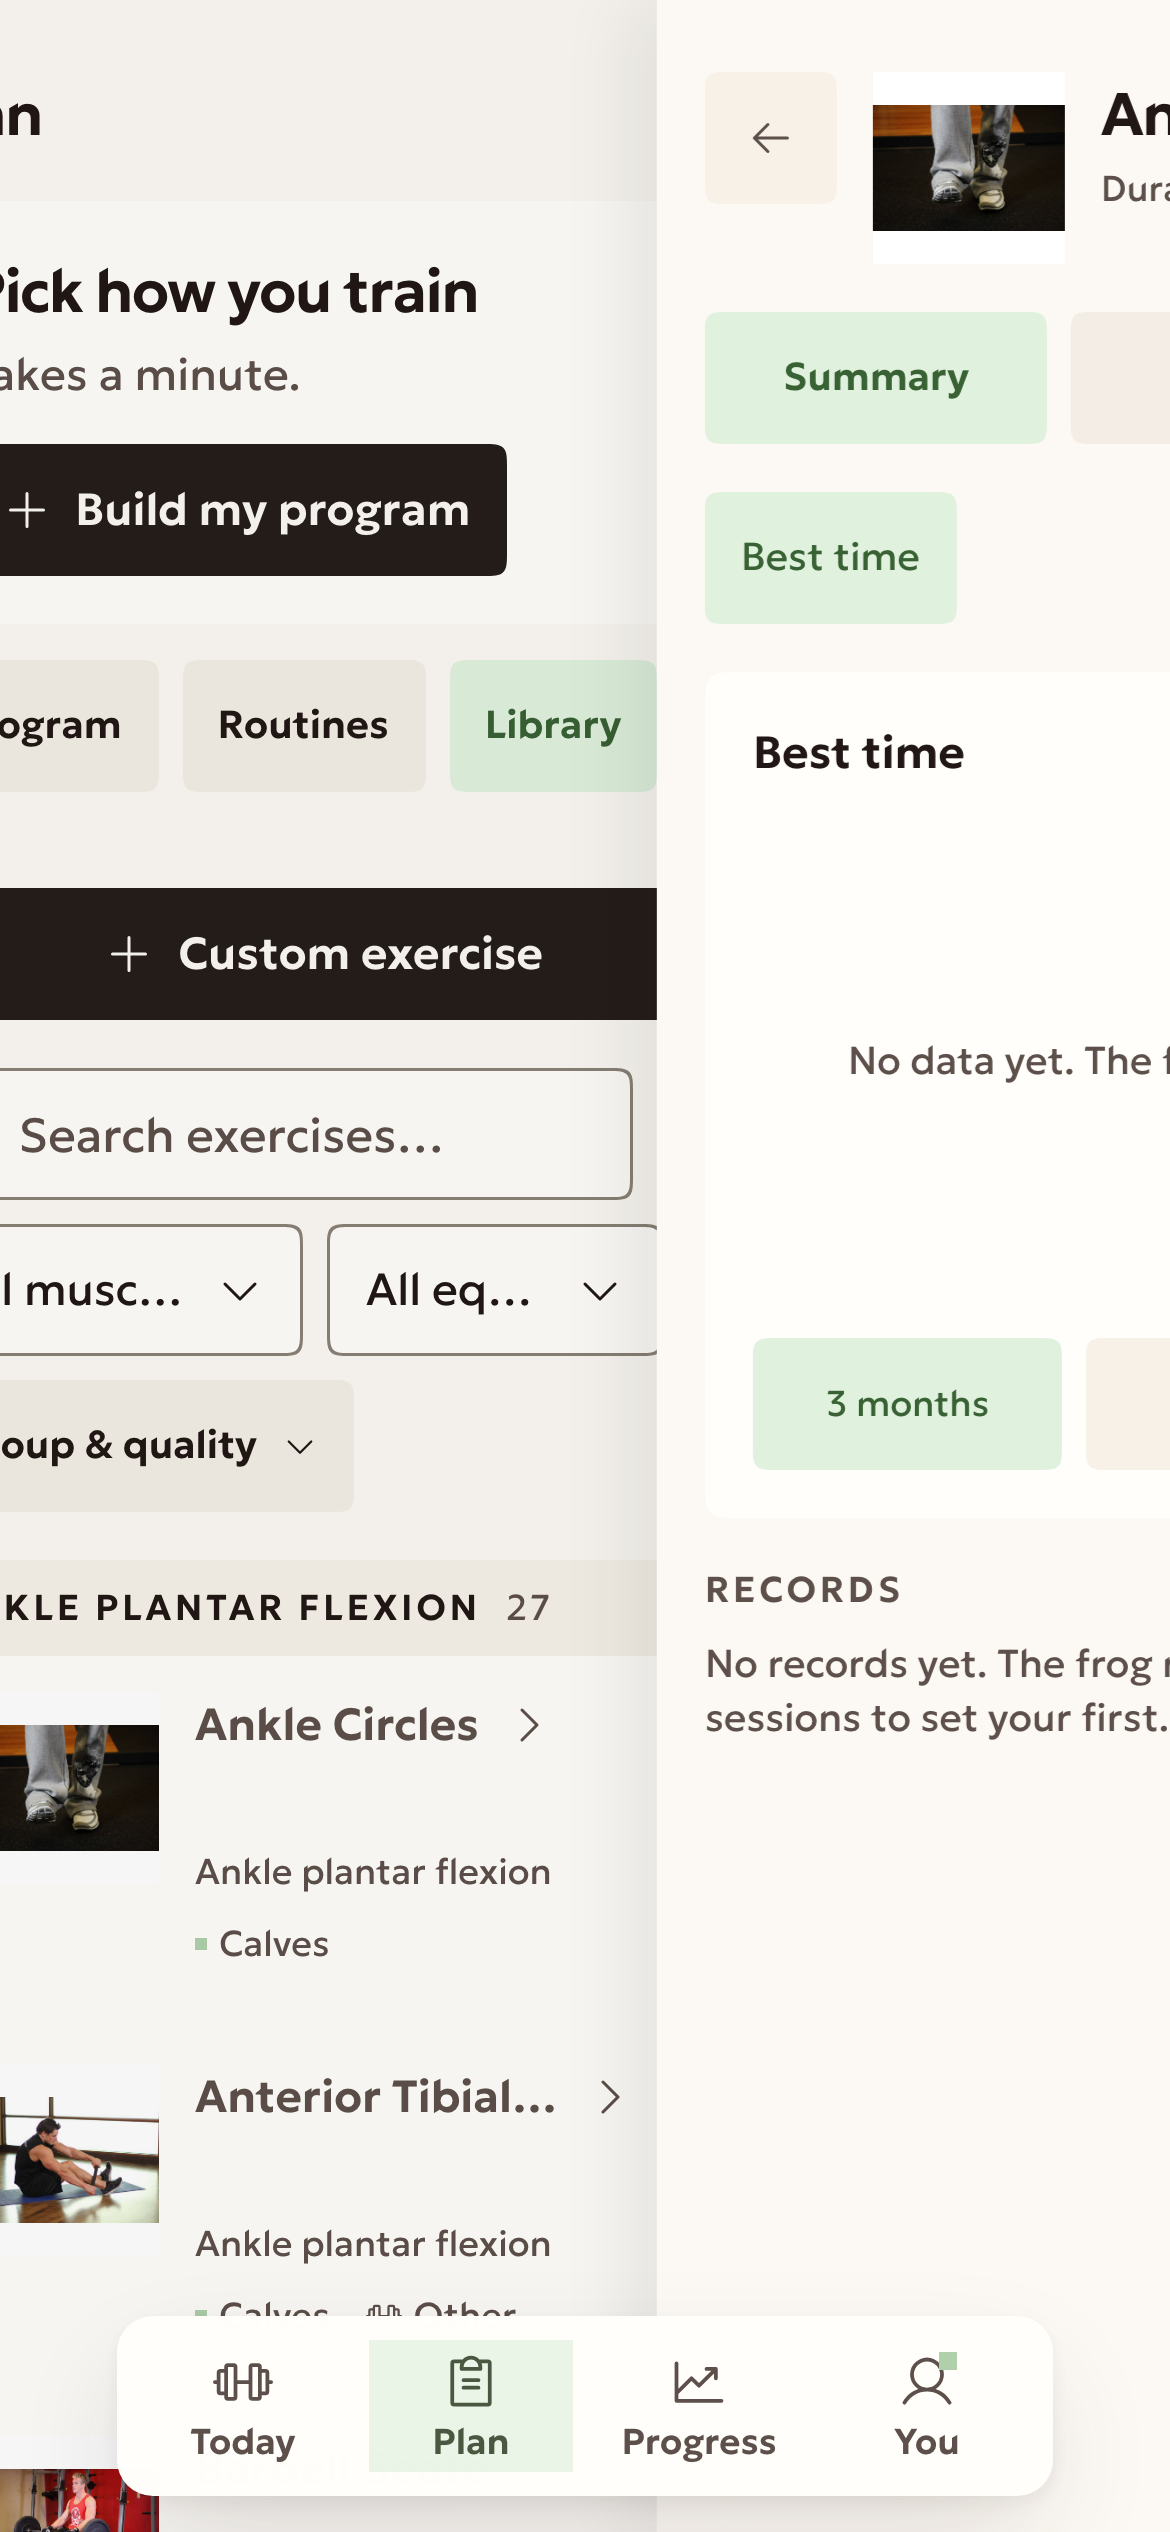 Pick how you train
akes a minute.
Build my program
ogram
Routines
Library
Custom exercise
Search exercises...
l musc...
All eq...
oup & quality
KLE PLANTAR FLEXION 27
Ankle Circles
Ankle plantar flexion
Calves
Anterior Tibial...
Ankle plantar flexion
Calves Other
An
Dura
Summary
Best time
Best time
No data yet. The f
3 months
RECORDS
No records yet. The frog
sessions to set your first.
Today
Plan
Progress
You